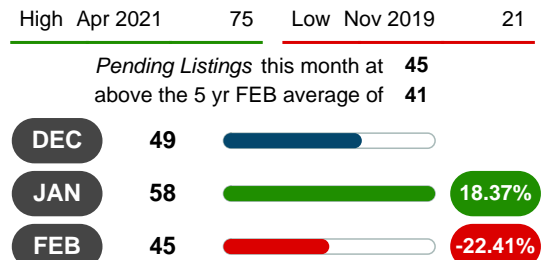 High Apr 2021 75 Low Nov 2019 21
Pending Listings this month at 45
above the 5 yr FEB average of 41
DEC 49
JAN 58 18.37%
FEB 45 -22.41%